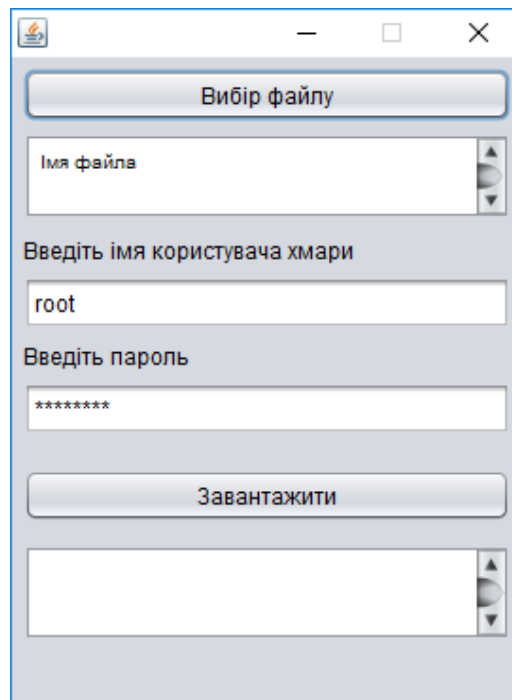 Вибір файлу
Імя файла
Введіть імя користувача хмари
root
Введіть пароль
********
Завантажити